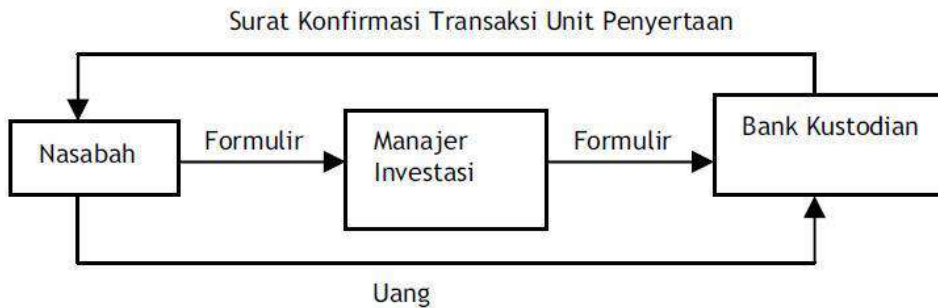 Surat Konfirmasi Transaksi Unit Penyertaan
Nasabah
Formulir
Manajer
Investasi
Formulir
Bank Kustodian
Uang